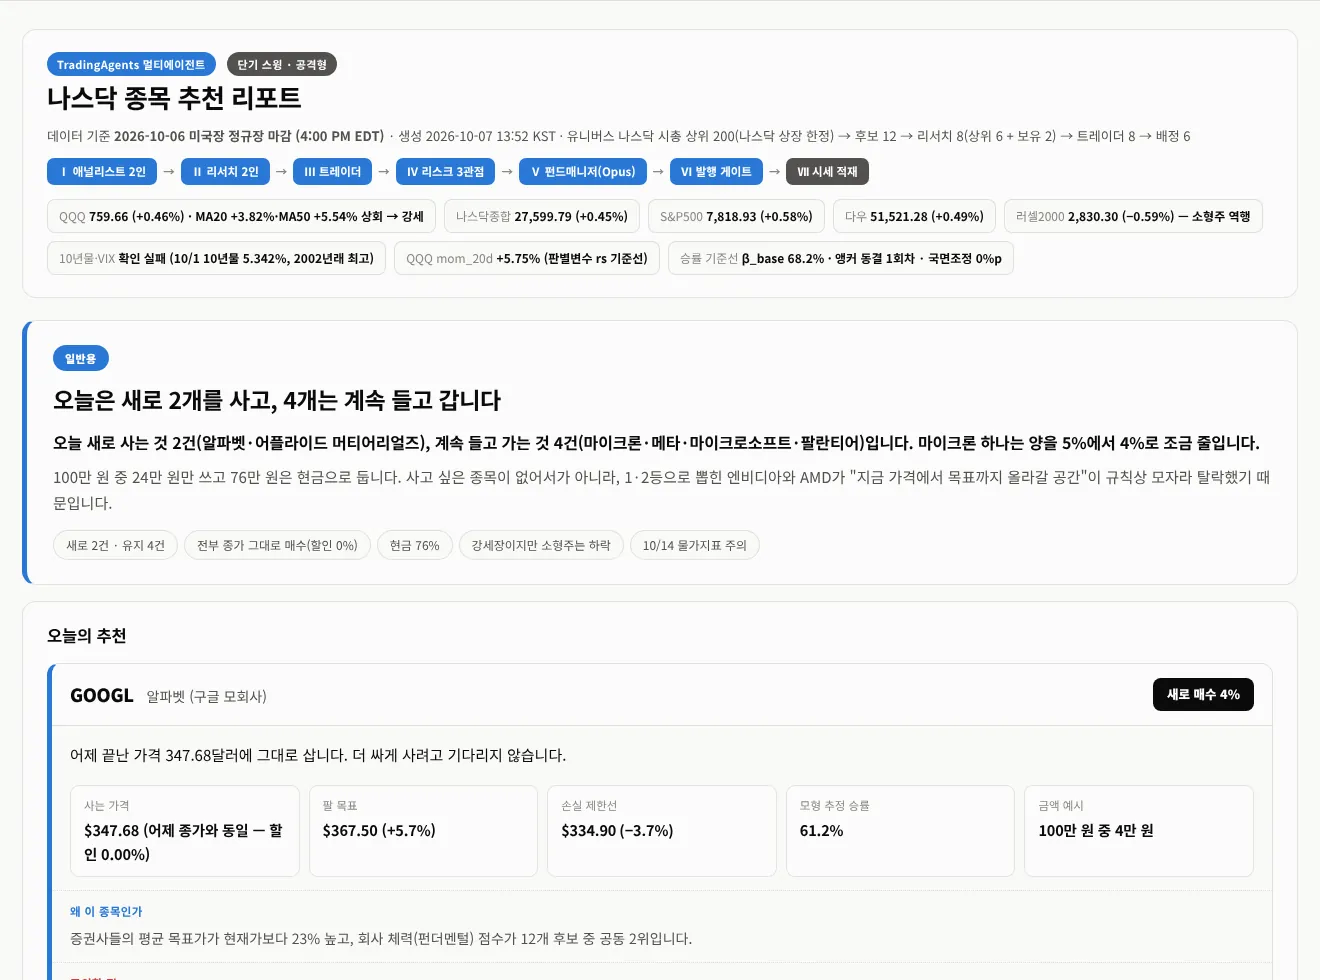 TradingAgents 멀티에이전트 단기 스윙 · 공격형
나스닥 종목 추천 리포트
데이터 기준 2026-10-06 미국장 정규장 마감 (4:00 PM EDT) · 생성 2026-10-07 13:52 KST · 유니버스 나스닥 시총 상위 200(나스닥 상장 한정) → 후보 12 → 리서치 8(상위 6 + 보유 2) → 트레이더 8 → 배정 6
Ⅰ 애널리스트 2인 → Ⅱ 리서치 2인 → Ⅲ 트레이더 → Ⅳ 리스크 3관점 → Ⅴ 펀드매니저(Opus) → Ⅵ 발행 게이트 → Ⅶ 시세 적재
QQQ 759.66 (+0.46%) · MA20 +3.82%·MA50 +5.54% 상회 → 강세 나스닥종합 27,599.79 (+0.45%) S&P500 7,818.93 (+0.58%) 다우 51,521.28 (+0.49%) 러셀2000 2,830.30 (−0.59%) — 소형주 역행
10년물·VIX 확인 실패 (10/1 10년물 5.342%, 2002년래 최고) QQQ mom_20d +5.75% (판별변수 rs 기준선) 승률 기준선 β_base 68.2% · 앵커 동결 1회차 · 국면조정 0%p
일반용
오늘은 새로 2개를 사고, 4개는 계속 들고 갑니다
오늘 새로 사는 것 2건(알파벳·어플라이드 머티어리얼즈), 계속 들고 가는 것 4건(마이크론·메타·마이크로소프트·팔란티어)입니다. 마이크론 하나는 양을 5%에서 4%로 조금 줄입니다.
100만 원 중 24만 원만 쓰고 76만 원은 현금으로 둡니다. 사고 싶은 종목이 없어서가 아니라, 1·2등으로 뽑힌 엔비디아와 AMD가 "지금 가격에서 목표까지 올라갈 공간"이 규칙상 모자라 탈락했기 때
문입니다.
새로 2건 · 유지 4건 전부 종가 그대로 매수(할인 0%) 현금 76% 강세장이지만 소형주는 하락 10/14 물가지표 주의
오늘의 추천
GOOGL 알파벳 (구글 모회사) 새로 매수 4%
어제 끝난 가격 347.68달러에 그대로 삽니다. 더 싸게 사려고 기다리지 않습니다.
사는 가격 팔 목표 손실 제한선 모형 추정 승률 금액 예시
$347.68 (어제 종가와 동일 — 할 $367.50 (+5.7%) $334.90 (−3.7%) 61.2% 100만 원 중 4만 원
인 0.00%)
왜 이 종목인가
증권사들의 평균 목표가가 현재가보다 23% 높고, 회사 체력(펀더멘털) 점수가 12개 후보 중 공동 2위입니다.